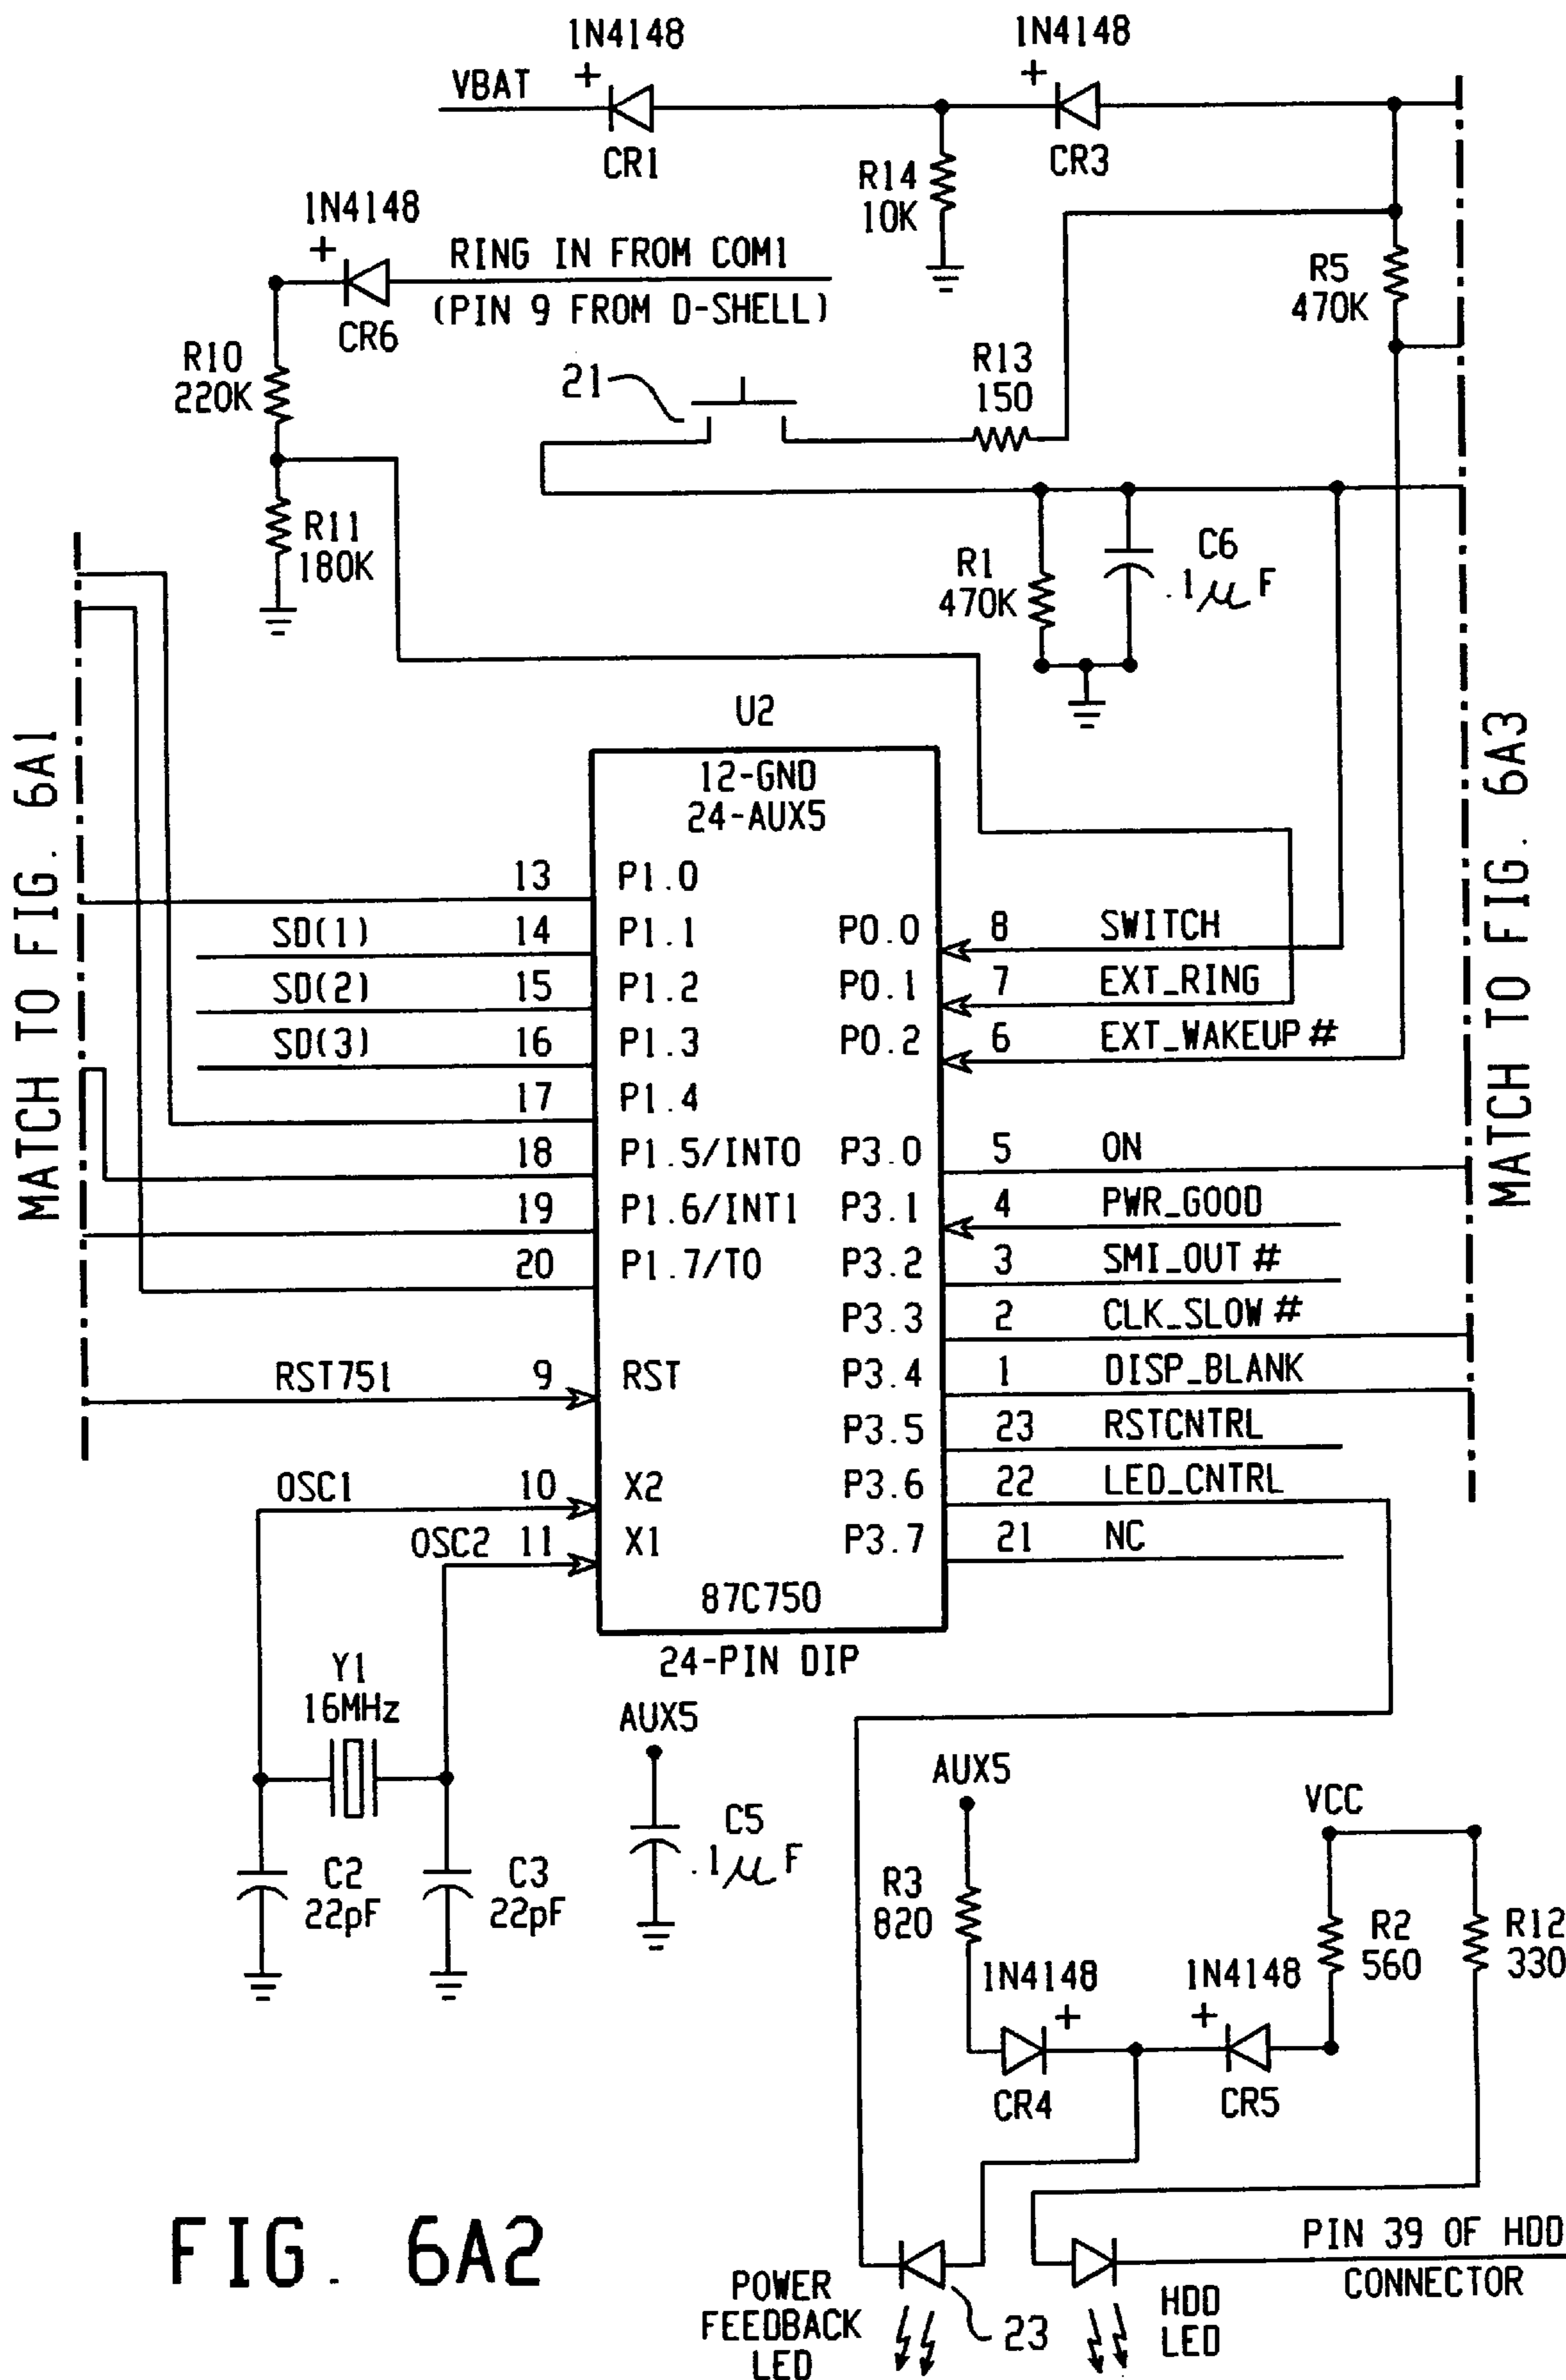 1N4148
1N4148
VBAT
+
+
CR1
CR3
R14
10K
1N4148
+
RING IN FROM COM1
(PIN 9 FROM D-SHELL)
CR6
R5
470K
R10
220K
21
R13
150
R11
180K
C6
.1μF
R1
470K
MATCH TO FIG. 6A1
MATCH TO FIG. 6A3
U2
12-GND
24-AUX5
13 P1.0
SD(1) 14 P1.1
SD(2) 15 P1.2
SD(3) 16 P1.3
17 P1.4
18 P1.5/INT0
19 P1.6/INT1
20 P1.7/T0
RST751 9 RST
OSC1 10 X2
OSC2 11 X1
P0.0 8 SWITCH
P0.1 7 EXT_RING
P0.2 6 EXT_WAKEUP#
P3.0 5 ON
P3.1 4 PWR_GOOD
P3.2 3 SMI_OUT#
P3.3 2 CLK_SLOW#
P3.4 1 DISP_BLANK
P3.5 23 RSTCNTRL
P3.6 22 LED_CNTRL
P3.7 21 NC
87C750
24-PIN DIP
Y1
16MHz
C2
22pF
C3
22pF
AUX5
C5
.1μF
AUX5
R3
820
VCC
R2
560
R12
330
1N4148
+
CR4
1N4148
+
CR5
PIN 39 OF HDD
CONNECTOR
POWER
FEEDBACK
LED
23
HDD
LED
FIG. 6A2